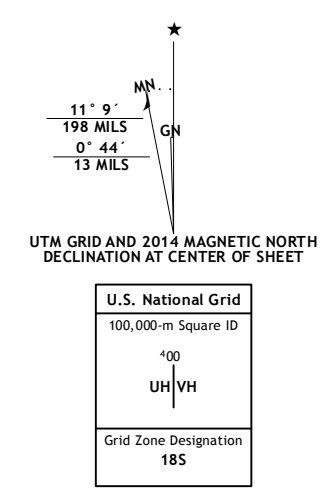 ★
MN
11° 9´
198 MILS
GN
0° 44´
13 MILS
UTM GRID AND 2014 MAGNETIC NORTH
DECLINATION AT CENTER OF SHEET
U.S. National Grid
100,000-m Square ID
⁴00
UH VH
Grid Zone Designation
18S